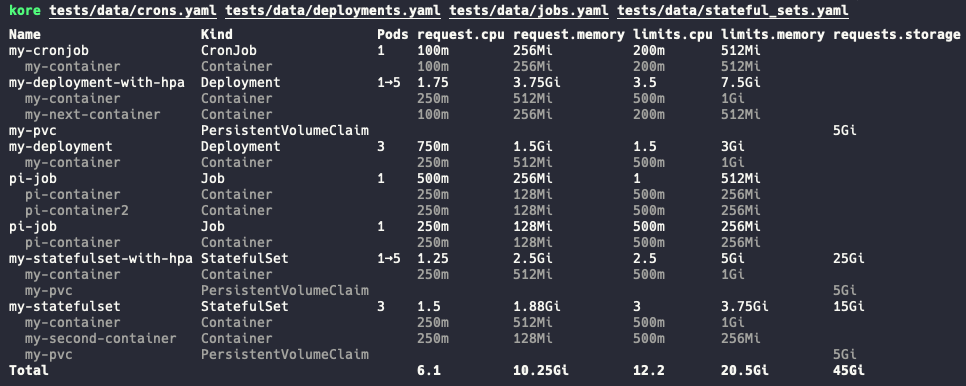 kore tests/data/crons.yaml tests/data/deployments.yaml tests/data/jobs.yaml tests/data/stateful_sets.yaml
Name Kind Pods request.cpu request.memory limits.cpu limits.memory requests.storage
my-cronjob CronJob 1 100m 256Mi 200m 512Mi
my-container Container 100m 256Mi 200m 512Mi
my-deployment-with-hpa Deployment 1→5 1.75 3.75Gi 3.5 7.5Gi
my-container Container 250m 512Mi 500m 1Gi
my-next-container Container 100m 256Mi 200m 512Mi
my-pvc PersistentVolumeClaim 5Gi
my-deployment Deployment 3 750m 1.5Gi 1.5 3Gi
my-container Container 250m 512Mi 500m 1Gi
pi-job Job 1 500m 256Mi 1 512Mi
pi-container Container 250m 128Mi 500m 256Mi
pi-container2 Container 250m 128Mi 500m 256Mi
pi-job Job 1 250m 128Mi 500m 256Mi
pi-container Container 250m 128Mi 500m 256Mi
my-statefulset-with-hpa StatefulSet 1→5 1.25 2.5Gi 2.5 5Gi 25Gi
my-container Container 250m 512Mi 500m 1Gi
my-pvc PersistentVolumeClaim 5Gi
my-statefulset StatefulSet 3 1.5 1.88Gi 3 3.75Gi 15Gi
my-container Container 250m 512Mi 500m 1Gi
my-second-container Container 250m 128Mi 500m 256Mi
my-pvc PersistentVolumeClaim 5Gi
Total 6.1 10.25Gi 12.2 20.5Gi 45Gi